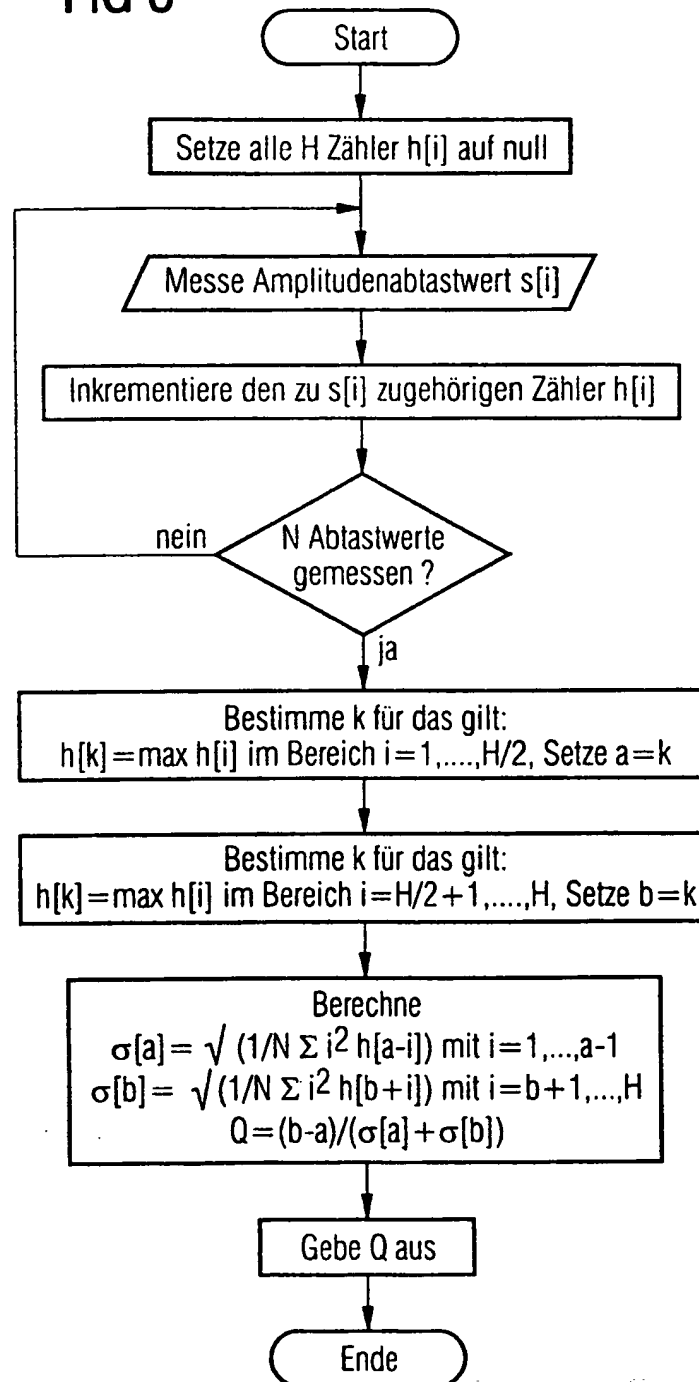 Start
Setze alle H Zähler h[i] auf null
Messe Amplitudenabtastwert s[i]
Inkrementiere den zu s[i] zugehörigen Zähler h[i]
nein
N Abtastwerte
gemessen ?
ja
Bestimme k für das gilt:
h[k]=max h[i] im Bereich i=1,....,H/2, Setze a=k
Bestimme k für das gilt:
h[k]=max h[i] im Bereich i=H/2+1,....,H, Setze b=k
Berechne
σ[a]= √ (1/N Σ i² h[a-i]) mit i=1,...,a-1
σ[b]= √(1/N Σ i² h[b+i]) mit i=b+1,...,H
Q=(b-a)/(σ[a]+σ[b])
Gebe Q aus
Ende